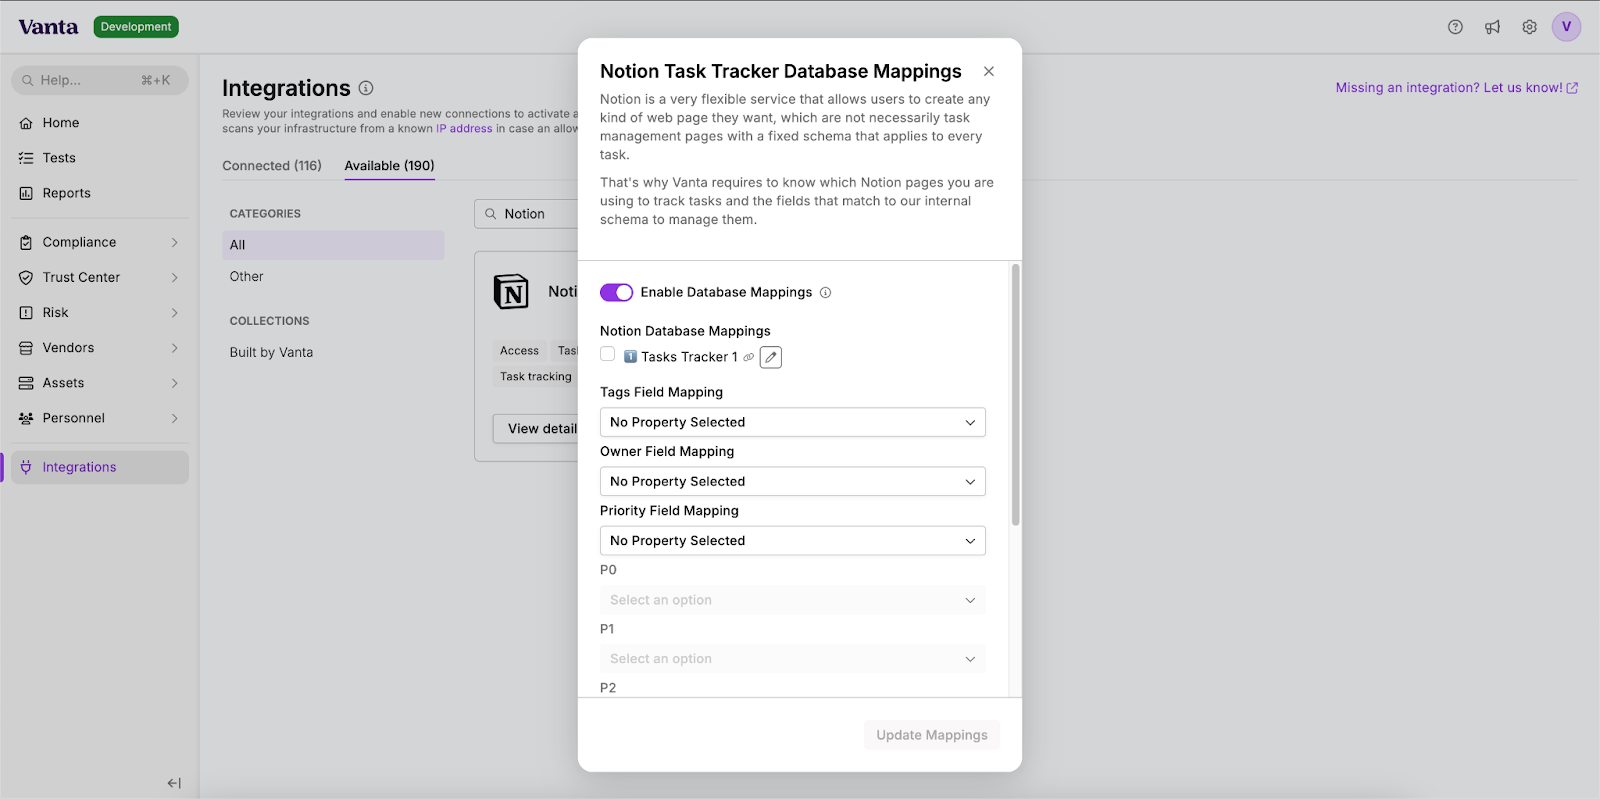 Vanta
Development
V
Help...
⌘+K
Home
Tests
Reports
Compliance
Trust Center
Risk
Vendors
Assets
Personnel
Integrations
Integrations
Missing an integration? Let us know!
Review your integrations and enable new connections to activate a
scans your infrastructure from a known IP address in case an allow
Connected (116)
Available (190)
CATEGORIES
All
Other
COLLECTIONS
Built by Vanta
Notion
Noti
Access
Tas
Task tracking
View detail
Notion Task Tracker Database Mappings
Notion is a very flexible service that allows users to create any
kind of web page they want, which are not necessarily task
management pages with a fixed schema that applies to every
task.
That's why Vanta requires to know which Notion pages you are
using to track tasks and the fields that match to our internal
schema to manage them.
Enable Database Mappings
Notion Database Mappings
1️⃣ Tasks Tracker 1
Tags Field Mapping
No Property Selected
Owner Field Mapping
No Property Selected
Priority Field Mapping
No Property Selected
P0
Select an option
P1
Select an option
P2
Update Mappings